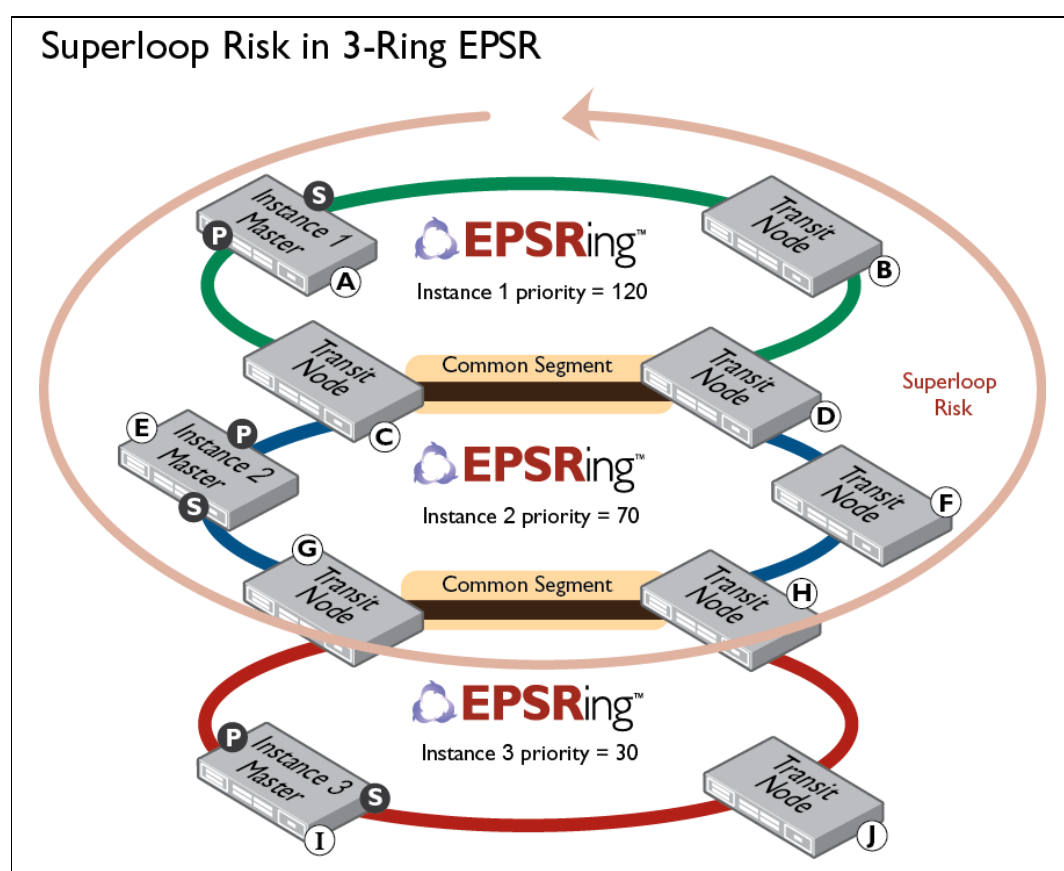 Superloop Risk in 3-Ring EPSR
S
Instance 1
Master
P
A
EPSRing™
Instance 1 priority = 120
Transit
Node
B
Transit
Node
C
Common Segment
Transit
Node
D
Superloop
Risk
E
P
Instance 2
Master
S
EPSRing™
Instance 2 priority = 70
Transit
Node
F
G
Transit
Node
Common Segment
Transit
Node
H
EPSRing™
Instance 3 priority = 30
P
Instance 3
Master
S
I
Transit
Node
J